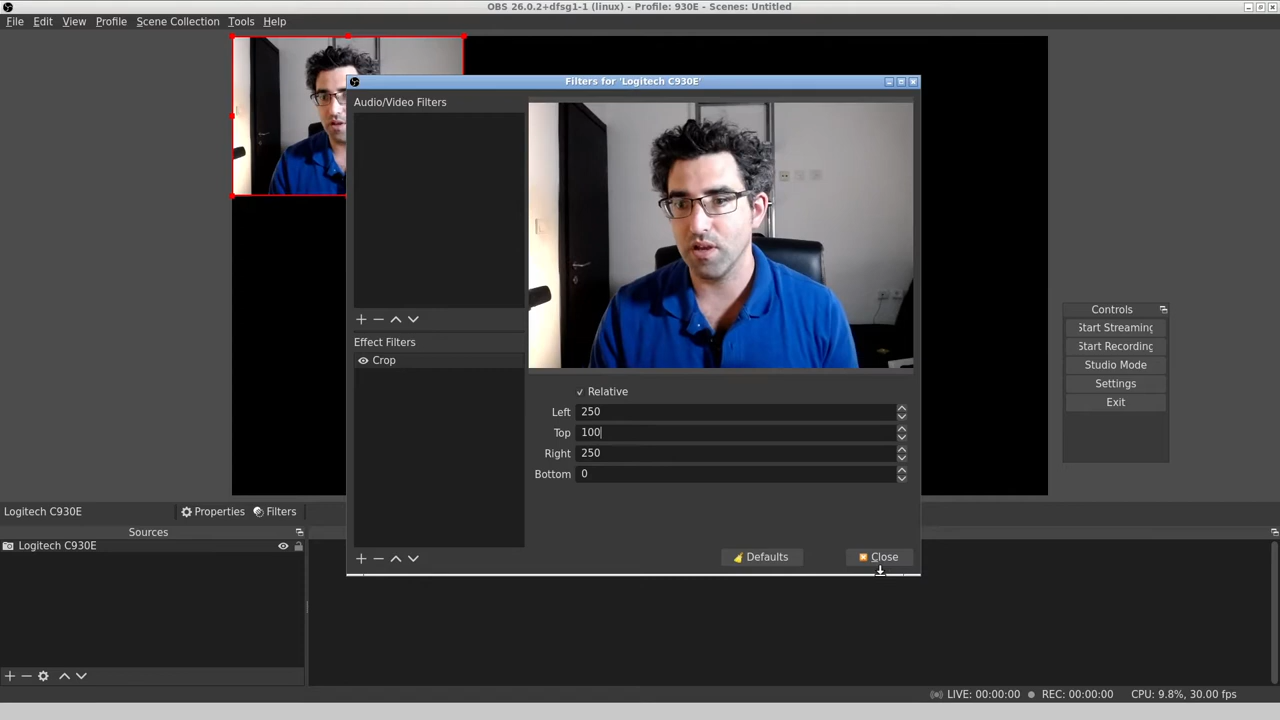 OBS 26.0.2+dfsg1-1 (linux) - Profile: 930E - Scenes: Untitled
File Edit View Profile Scene Collection Tools Help
Filters for 'Logitech C930E'
Audio/Video Filters
Effect Filters
Crop
Relative
Left 250
Top 100
Right 250
Bottom 0
Defaults Close
Controls
Start Streaming
Start Recording
Studio Mode
Settings
Exit
Logitech C930E Properties Filters
Sources
Logitech C930E
LIVE: 00:00:00 REC: 00:00:00 CPU: 9.8%, 30.00 fps